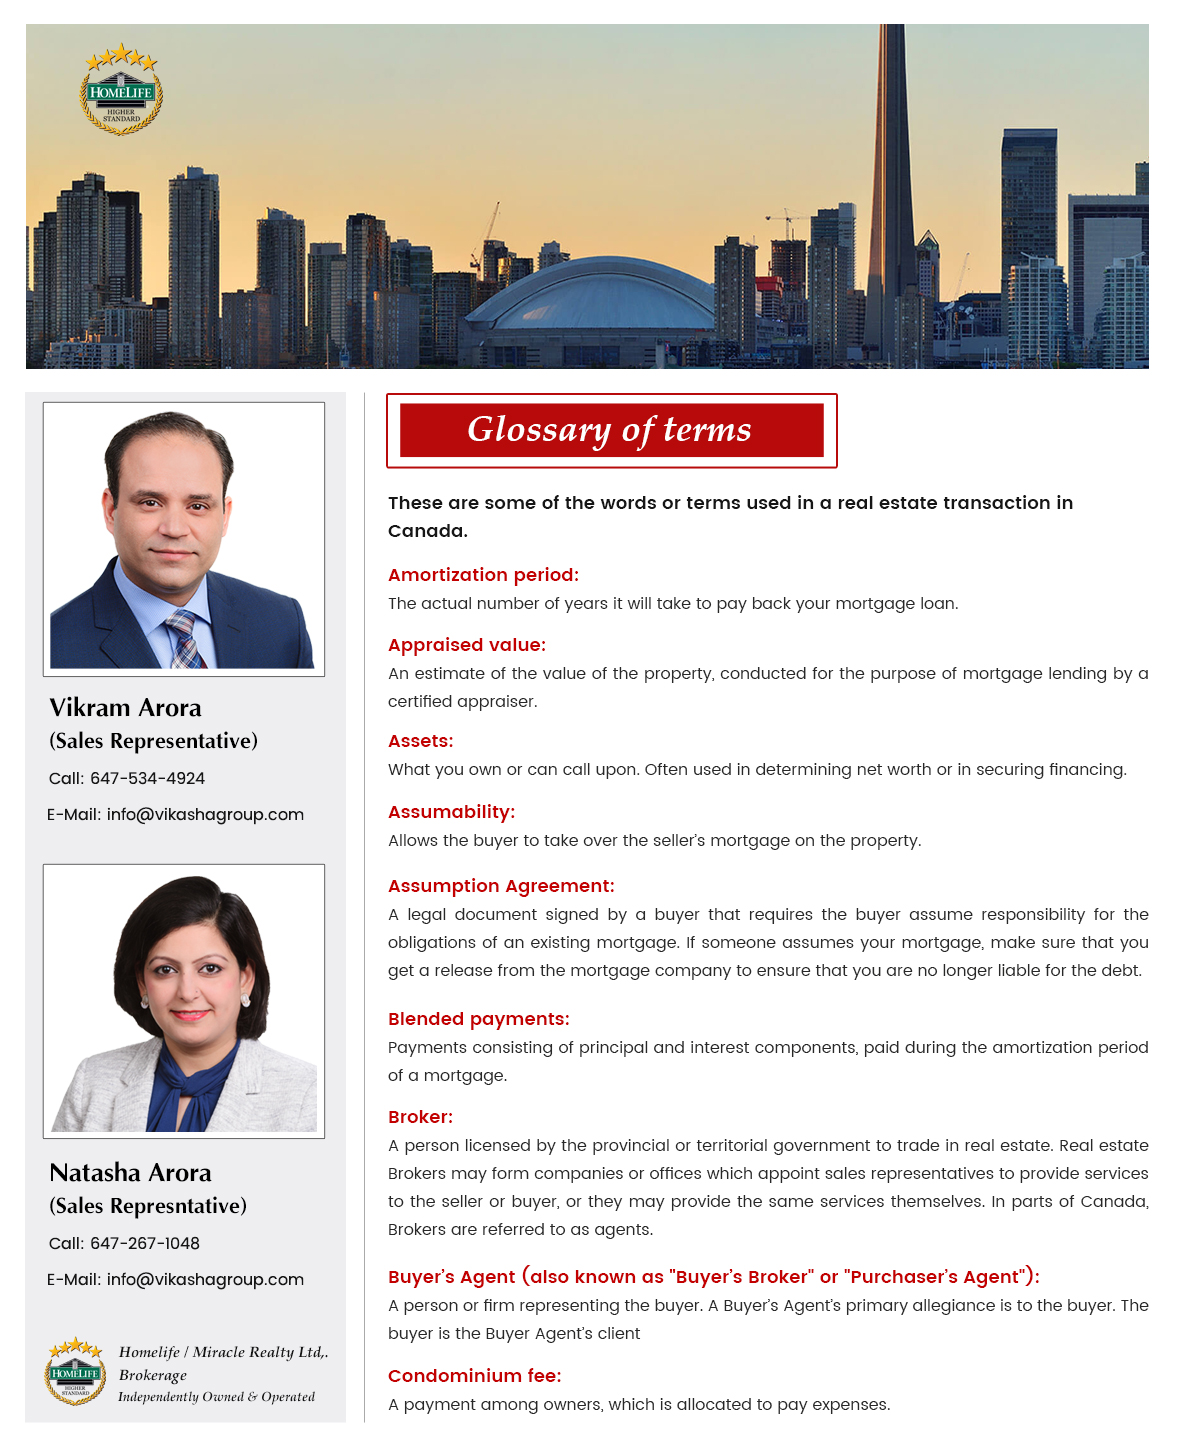 HOMELIFE
HIGHER
STANDARD
Vikram Arora
(Sales Representative)
Call: 647-534-4924
E-Mail: info@vikashagroup.com
Natasha Arora
(Sales Represntative)
Call: 647-267-1048
E-Mail: info@vikashagroup.com
HOMELIFE
HIGHER
STANDARD
Homelife / Miracle Realty Ltd,.
Brokerage
Independently Owned & Operated
Glossary of terms
These are some of the words or terms used in a real estate transaction in
Canada.
Amortization period:
The actual number of years it will take to pay back your mortgage loan.
Appraised value:
An estimate of the value of the property, conducted for the purpose of mortgage lending by a
certified appraiser.
Assets:
What you own or can call upon. Often used in determining net worth or in securing financing.
Assumability:
Allows the buyer to take over the seller’s mortgage on the property.
Assumption Agreement:
A legal document signed by a buyer that requires the buyer assume responsibility for the
obligations of an existing mortgage. If someone assumes your mortgage, make sure that you
get a release from the mortgage company to ensure that you are no longer liable for the debt.
Blended payments:
Payments consisting of principal and interest components, paid during the amortization period
of a mortgage.
Broker:
A person licensed by the provincial or territorial government to trade in real estate. Real estate
Brokers may form companies or offices which appoint sales representatives to provide services
to the seller or buyer, or they may provide the same services themselves. In parts of Canada,
Brokers are referred to as agents.
Buyer’s Agent (also known as "Buyer’s Broker" or "Purchaser’s Agent"):
A person or firm representing the buyer. A Buyer’s Agent’s primary allegiance is to the buyer. The
buyer is the Buyer Agent’s client
Condominium fee:
A payment among owners, which is allocated to pay expenses.